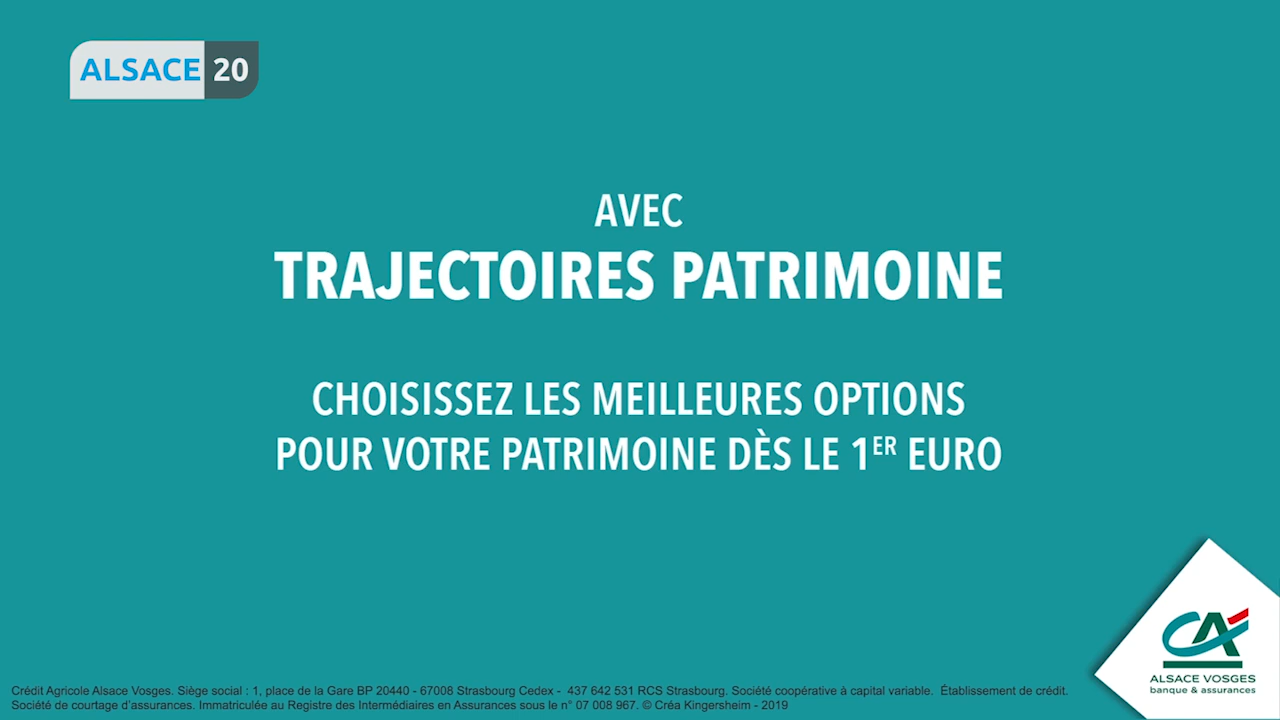 ALSACE 20
AVEC
TRAJECTOIRES PATRIMOINE
CHOISISSEZ LES MEILLEURES OPTIONS
POUR VOTRE PATRIMOINE DÈS LE 1ER EURO
CA
ALSACE VOSGES
banque & assurances
Crédit Agricole Alsace Vosges. Siège social : 1, place de la Gare BP 20440 - 67008 Strasbourg Cedex - 437 642 531 RCS Strasbourg. Société coopérative à capital variable. Établissement de crédit.
Société de courtage d'assurances. Immatriculée au Registre des Intermédiaires en Assurances sous le n° 07 008 967. © Créa Kingersheim - 2019